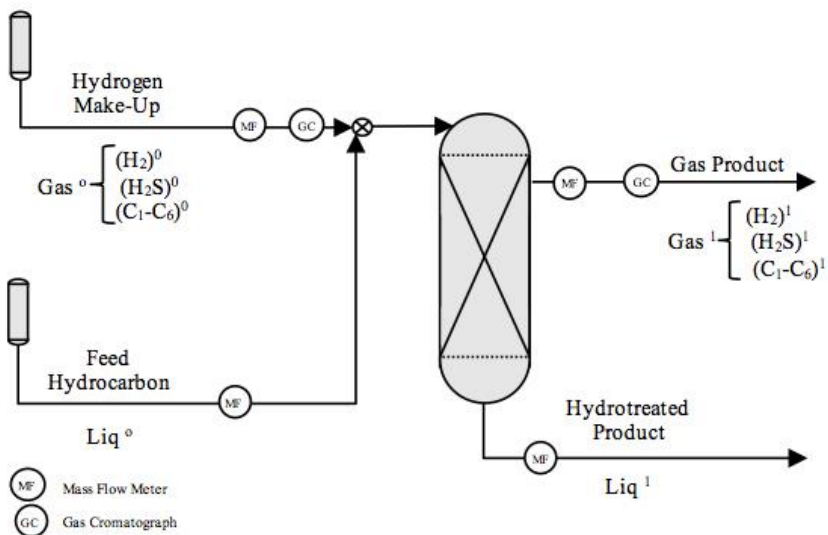 Hydrogen
Make-Up
MF
GC
Gas º
(H₂)⁰
(H₂S)⁰
(C₁-C₆)⁰
MF
GC
Gas Product
Gas ¹
(H₂)¹
(H₂S)¹
(C₁-C₆)¹
Feed
Hydrocarbon
MF
Liq º
Hydrotreated
Product
MF
Liq ¹
MF Mass Flow Meter
GC Gas Cromatograph